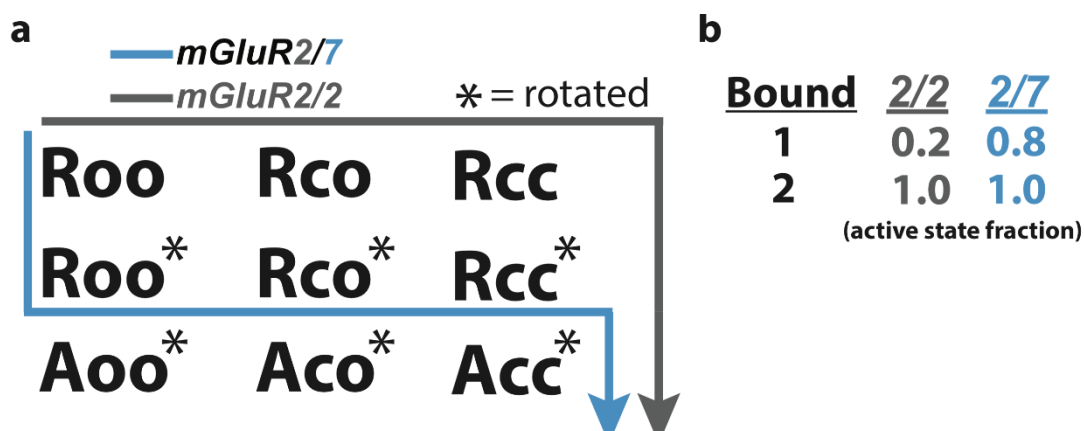 a
mGluR2/7
mGluR2/2
* = rotated
Roo Rco Rcc
Roo* Rco* Rcc*
Aoo* Aco* Acc*
b
Bound 2/2 2/7
1 0.2 0.8
2 1.0 1.0
(active state fraction)